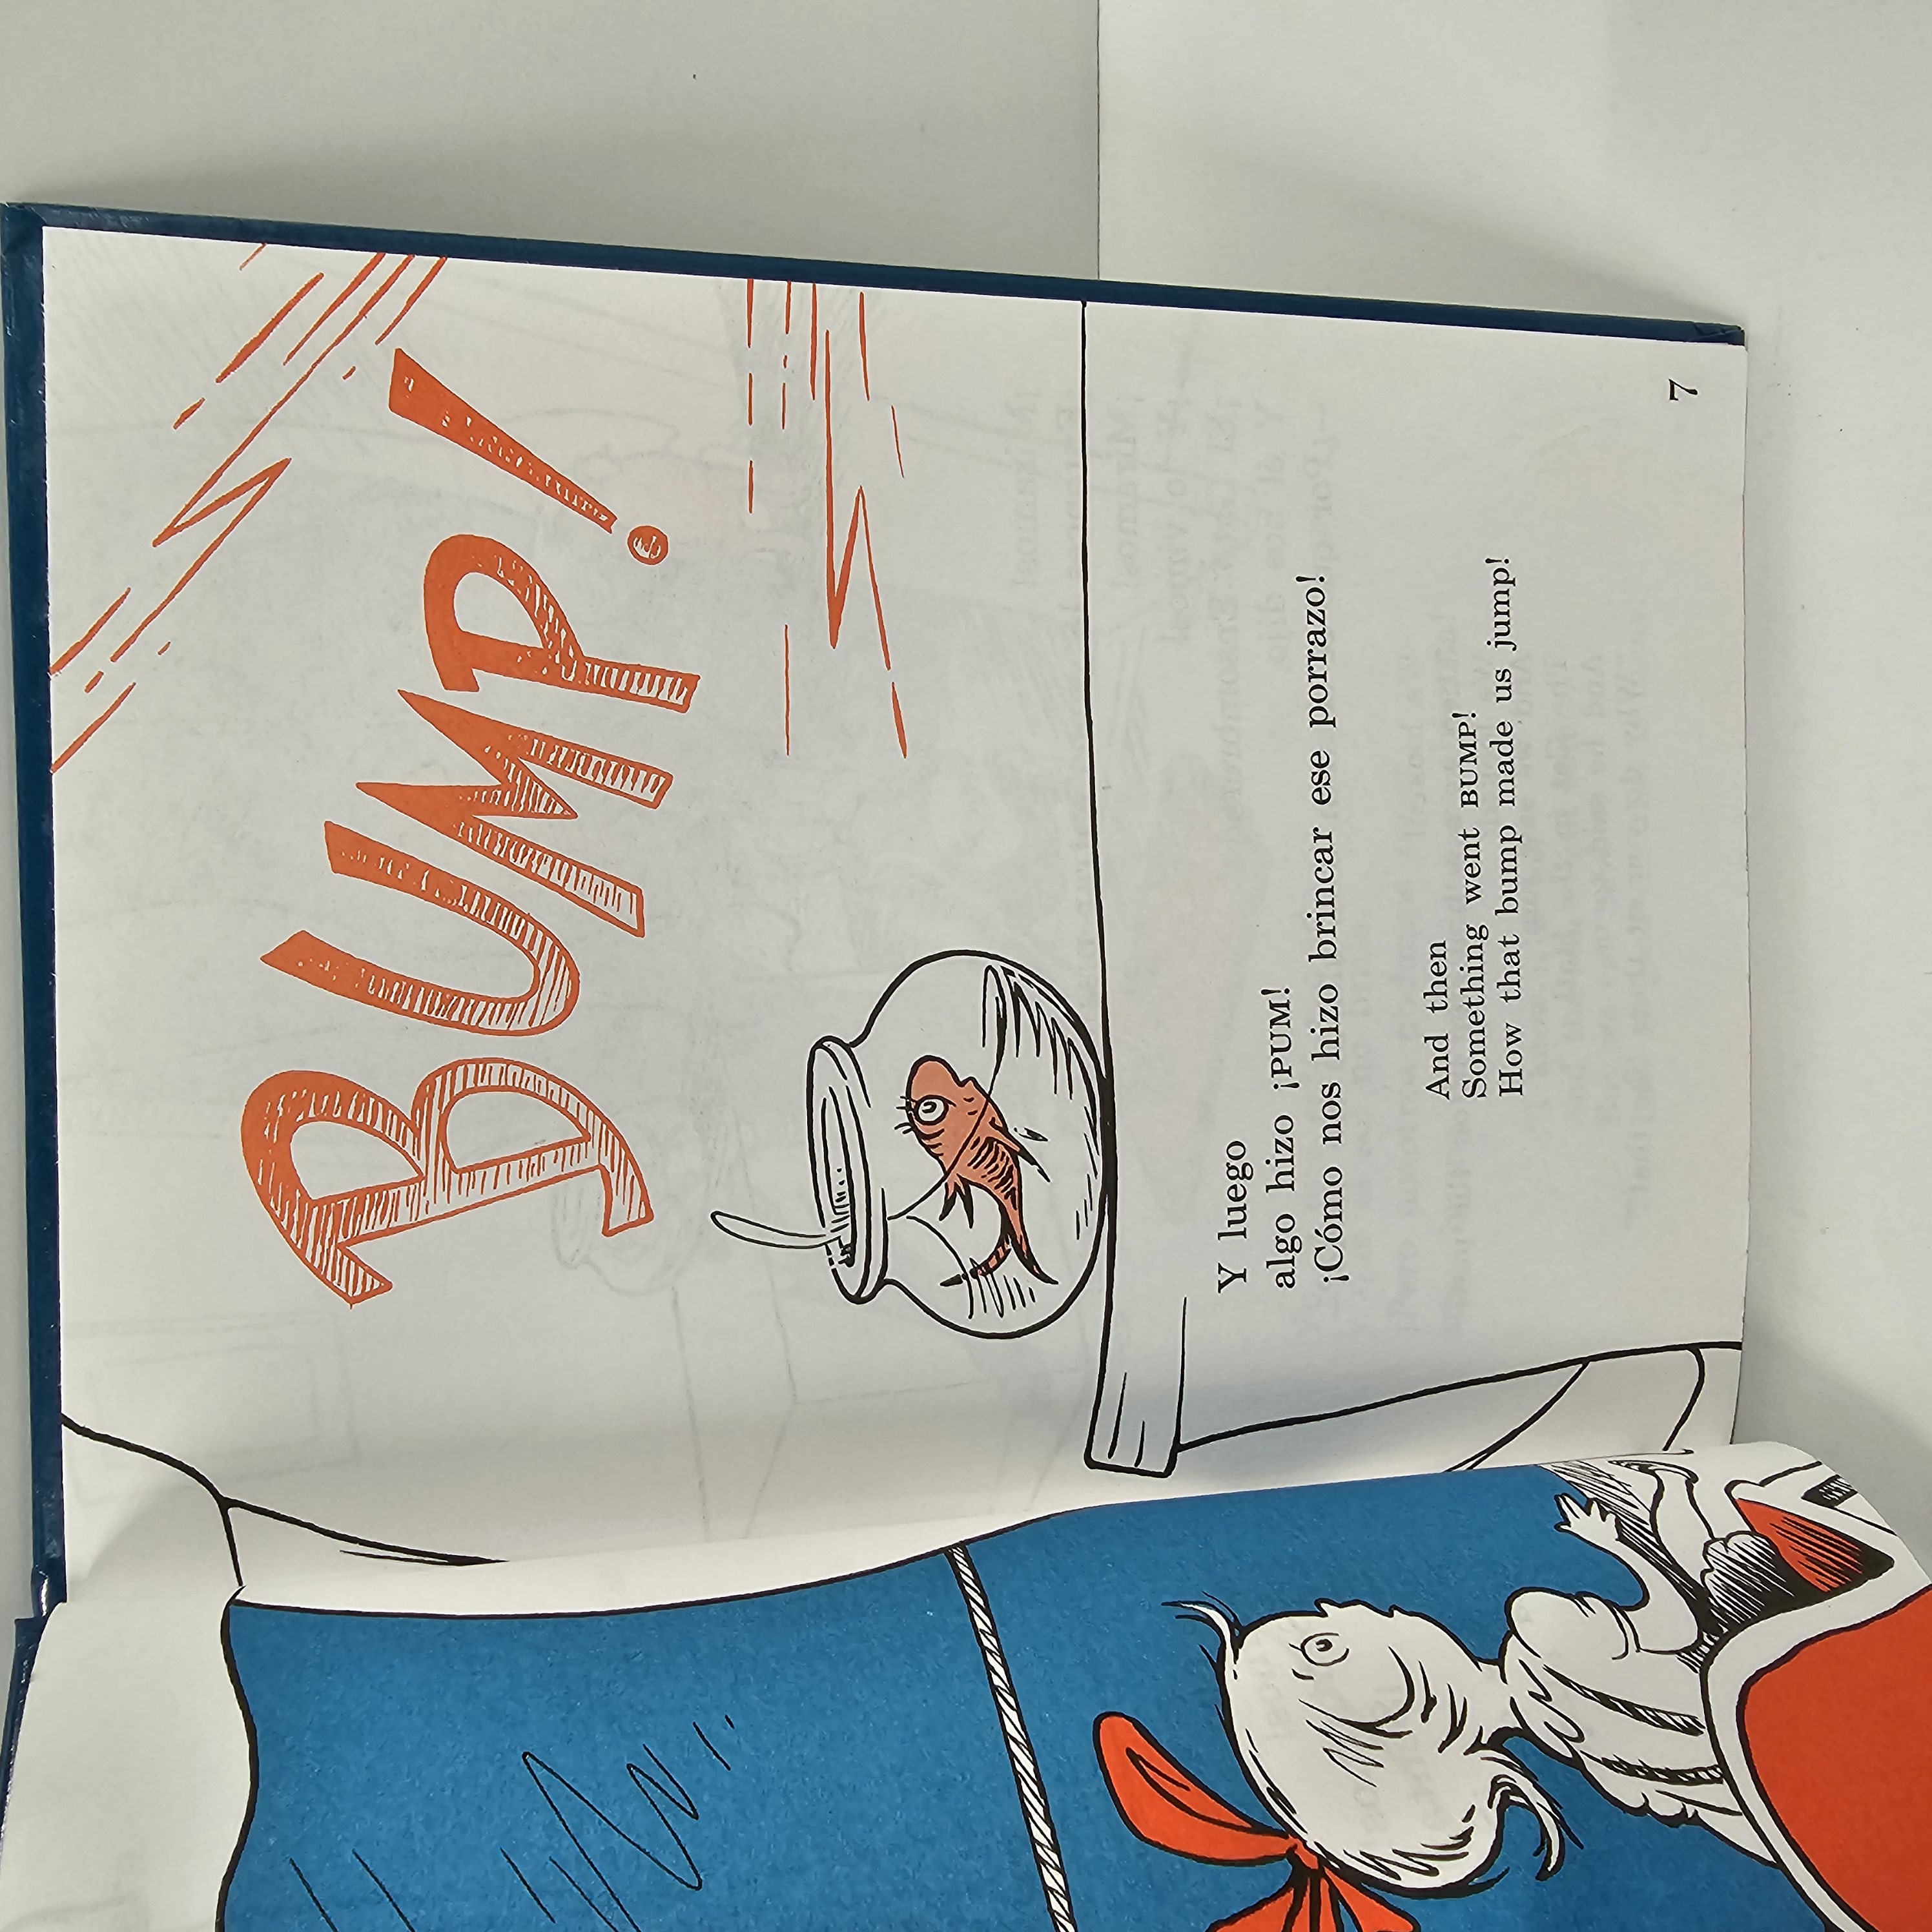 BUMP!
Y luego
algo hizo ¡PUM!
¡Cómo nos hizo brincar ese porrazo!
And then
Something went BUMP!
How that bump made us jump!
7